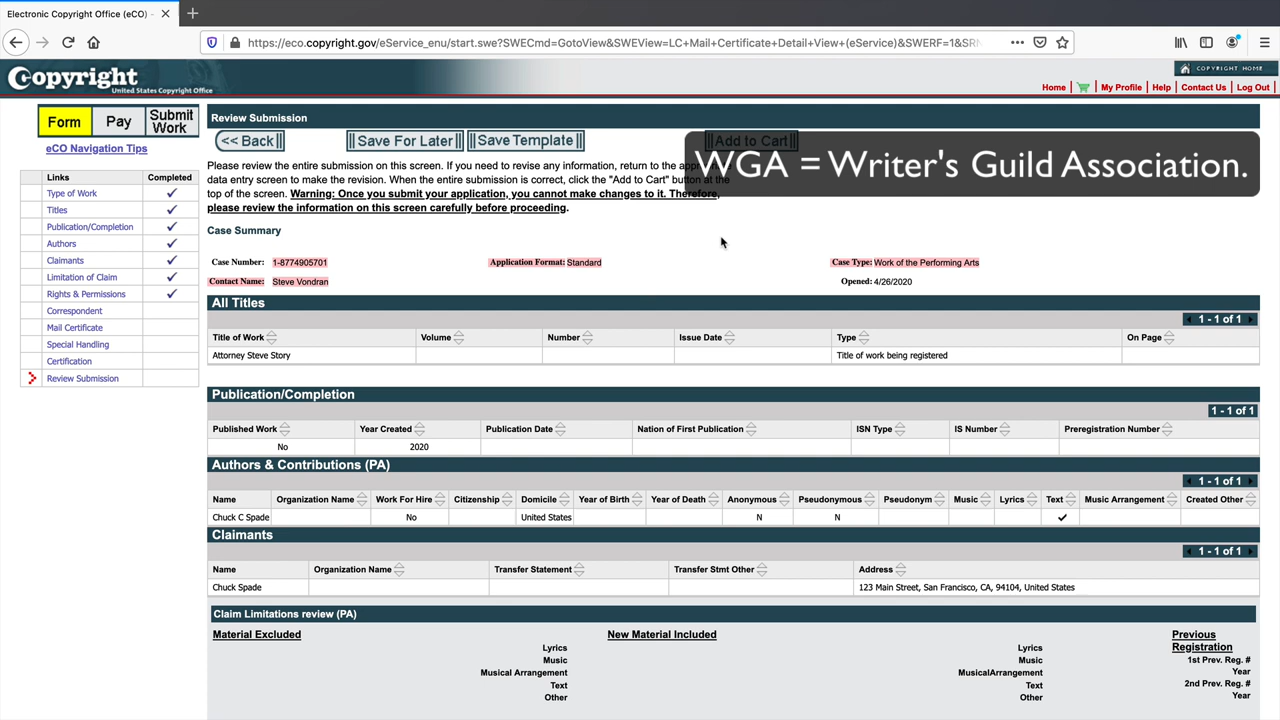 Electronic Copyright Office (eCO) -
https://eco.copyright.gov/eService_enu/start.swe?SWECmd=GotoView&SWEView=LC+Mail+Certificate+Detail+View+(eService)&SWERF=1&SRN
Copyright
United States Copyright Office
COPYRIGHT HOME
Home My Profile Help Contact Us Log Out
Form Pay Submit Work
eCO Navigation Tips
Links Completed
Type of Work
Titles
Publication/Completion
Authors
Claimants
Limitation of Claim
Rights & Permissions
Correspondent
Mail Certificate
Special Handling
Certification
Review Submission
Review Submission
<< Back Save For Later Save Template Add to Cart
WGA = Writer's Guild Association.
Please review the entire submission on this screen. If you need to revise any information, return to the
data entry screen to make the revision. When the entire submission is correct, click the "Add to Cart" button at the
top of the screen. Warning: Once you submit your application, you cannot make changes to it. Therefore,
please review the information on this screen carefully before proceeding.
Case Summary
Case Number: 1-8774905701 Application Format: Standard Case Type: Work of the Performing Arts
Contact Name: Steve Vondran Opened: 4/26/2020
All Titles
1 - 1 of 1
Title of Work Volume Number Issue Date Type On Page
Attorney Steve Story Title of work being registered
Publication/Completion
1 - 1 of 1
Published Work Year Created Publication Date Nation of First Publication ISN Type IS Number Preregistration Number
No 2020
Authors & Contributions (PA)
1 - 1 of 1
Name Organization Name Work For Hire Citizenship Domicile Year of Birth Year of Death Anonymous Pseudonymous Pseudonym Music Lyrics Text Music Arrangement Created Other
Chuck C Spade No United States N N
Claimants
1 - 1 of 1
Name Organization Name Transfer Statement Transfer Stmt Other Address
Chuck Spade 123 Main Street, San Francisco, CA, 94104, United States
Claim Limitations review (PA)
Material Excluded New Material Included Previous Registration
Lyrics Lyrics 1st Prev. Reg. #
Music Music Year
Musical Arrangement MusicalArrangement 2nd Prev. Reg. #
Text Text Year
Other Other